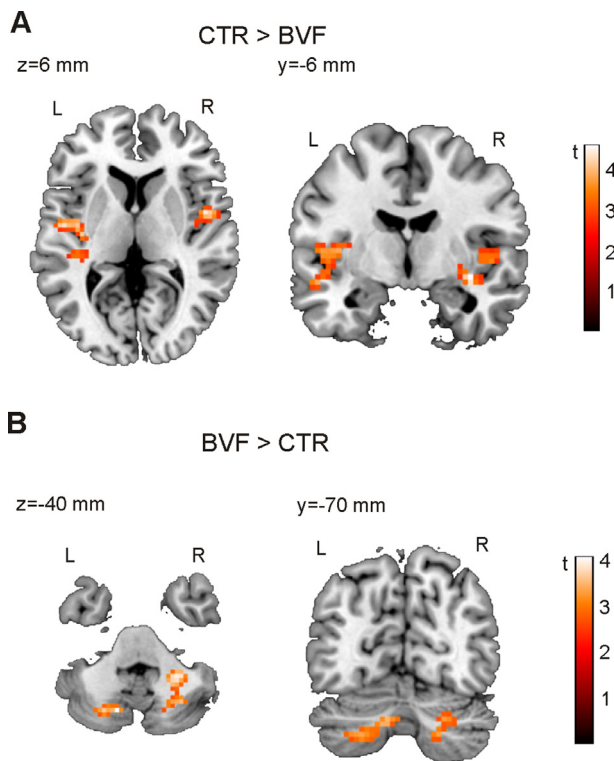 A
CTR > BVF
z=6 mm
y=-6 mm
L
R
L
R
t
4
3
2
1
B
BVF > CTR
z=-40 mm
y=-70 mm
L
R
L
R
t
4
3
2
1